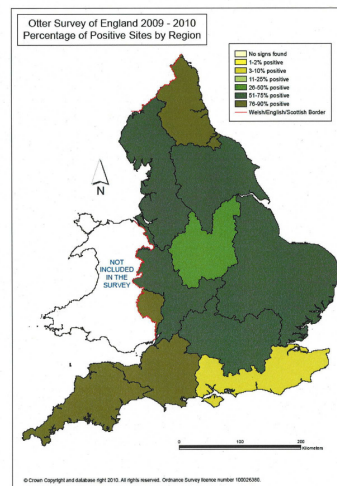 Otter Survey of England 2009 - 2010
Percentage of Positive Sites by Region
No signs found
1-2% positive
3-10% positive
11-25% positive
26-50% positive
51-75% positive
76-90% positive
Welsh/English/Scottish Border
N
NOT
INCLUDED
IN THE
SURVEY
0 100 200
Kilometers
© Crown Copyright and database right 2010. All rights reserved. Ordnance Survey licence number 100026380.